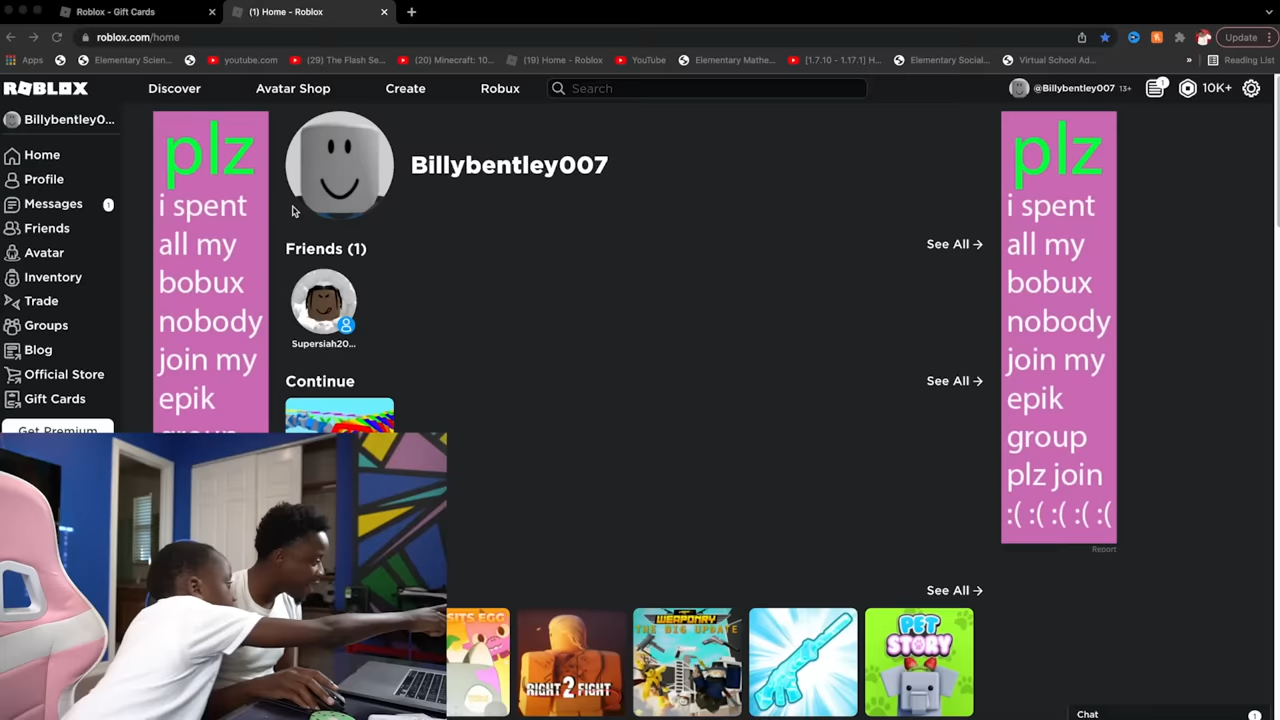 Roblox - Gift Cards
(1) Home - Roblox
roblox.com/home
Update
Apps
Elementary Scien...
youtube.com
(29) The Flash Se...
(20) Minecraft: 10...
(19) Home - Roblox
YouTube
Elementary Mathe...
[1.7.10 - 1.17.1] H...
Elementary Social...
Virtual School Ad...
»
Reading List
ROBLOX
Discover
Avatar Shop
Create
Robux
Search
@Billybentley007 13+
1
10K+
Billybentley0...
Home
Profile
Messages 1
Friends
Avatar
Inventory
Trade
Groups
Blog
Official Store
Gift Cards
Get Premium
plz
i spent
all my
bobux
nobody
join my
epik
Billybentley007
Friends (1)
See All →
Supersiah20...
Continue
See All →
See All →
plz
i spent
all my
bobux
nobody
join my
epik
group
plz join
:( :( :( :( :(
Report
SITS EGG
RIGHT 2 FIGHT
WEAPONRY
THE BIG UPDATE
PET
STORY
Chat 1